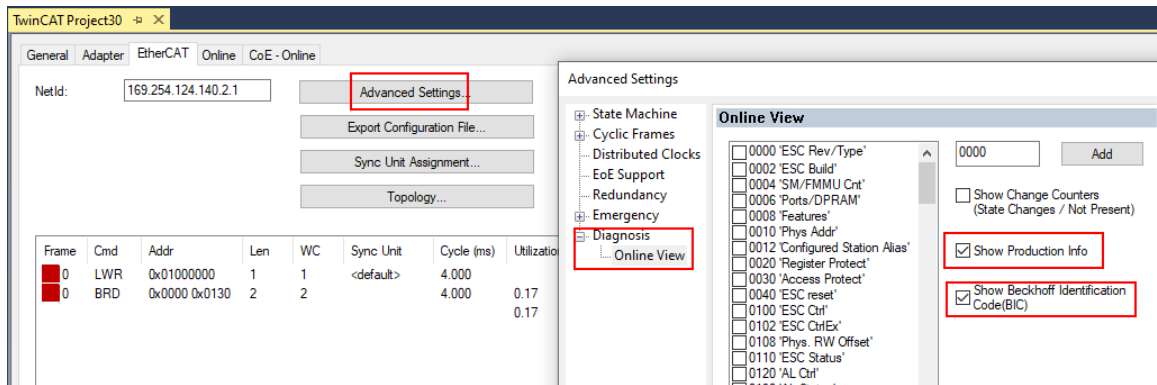 TwinCAT Project30
General Adapter EtherCAT Online CoE - Online
NetId: 169.254.124.140.2.1
Advanced Settings...
Export Configuration File...
Sync Unit Assignment...
Topology...
Frame Cmd Addr Len WC Sync Unit Cycle (ms) Utilizatio
0 LWR 0x01000000 1 1 <default> 4.000
0 BRD 0x0000 0x0130 2 2 4.000 0.17
0.17
Advanced Settings
State Machine
Cyclic Frames
Distributed Clocks
EoE Support
Redundancy
Emergency
Diagnosis
Online View
Online View
0000 'ESC Rev/Type'
0002 'ESC Build'
0004 'SM/FMMU Cnt'
0006 'Ports/DPRAM'
0008 'Features'
0010 'Phys Addr'
0012 'Configured Station Alias'
0020 'Register Protect'
0030 'Access Protect'
0040 'ESC reset'
0100 'ESC Ctrl'
0102 'ESC CtrlEx'
0108 'Phys. RW Offset'
0110 'ESC Status'
0120 'AL Ctrl'
0000 Add
Show Change Counters
(State Changes / Not Present)
Show Production Info
Show Beckhoff Identification
Code(BIC)